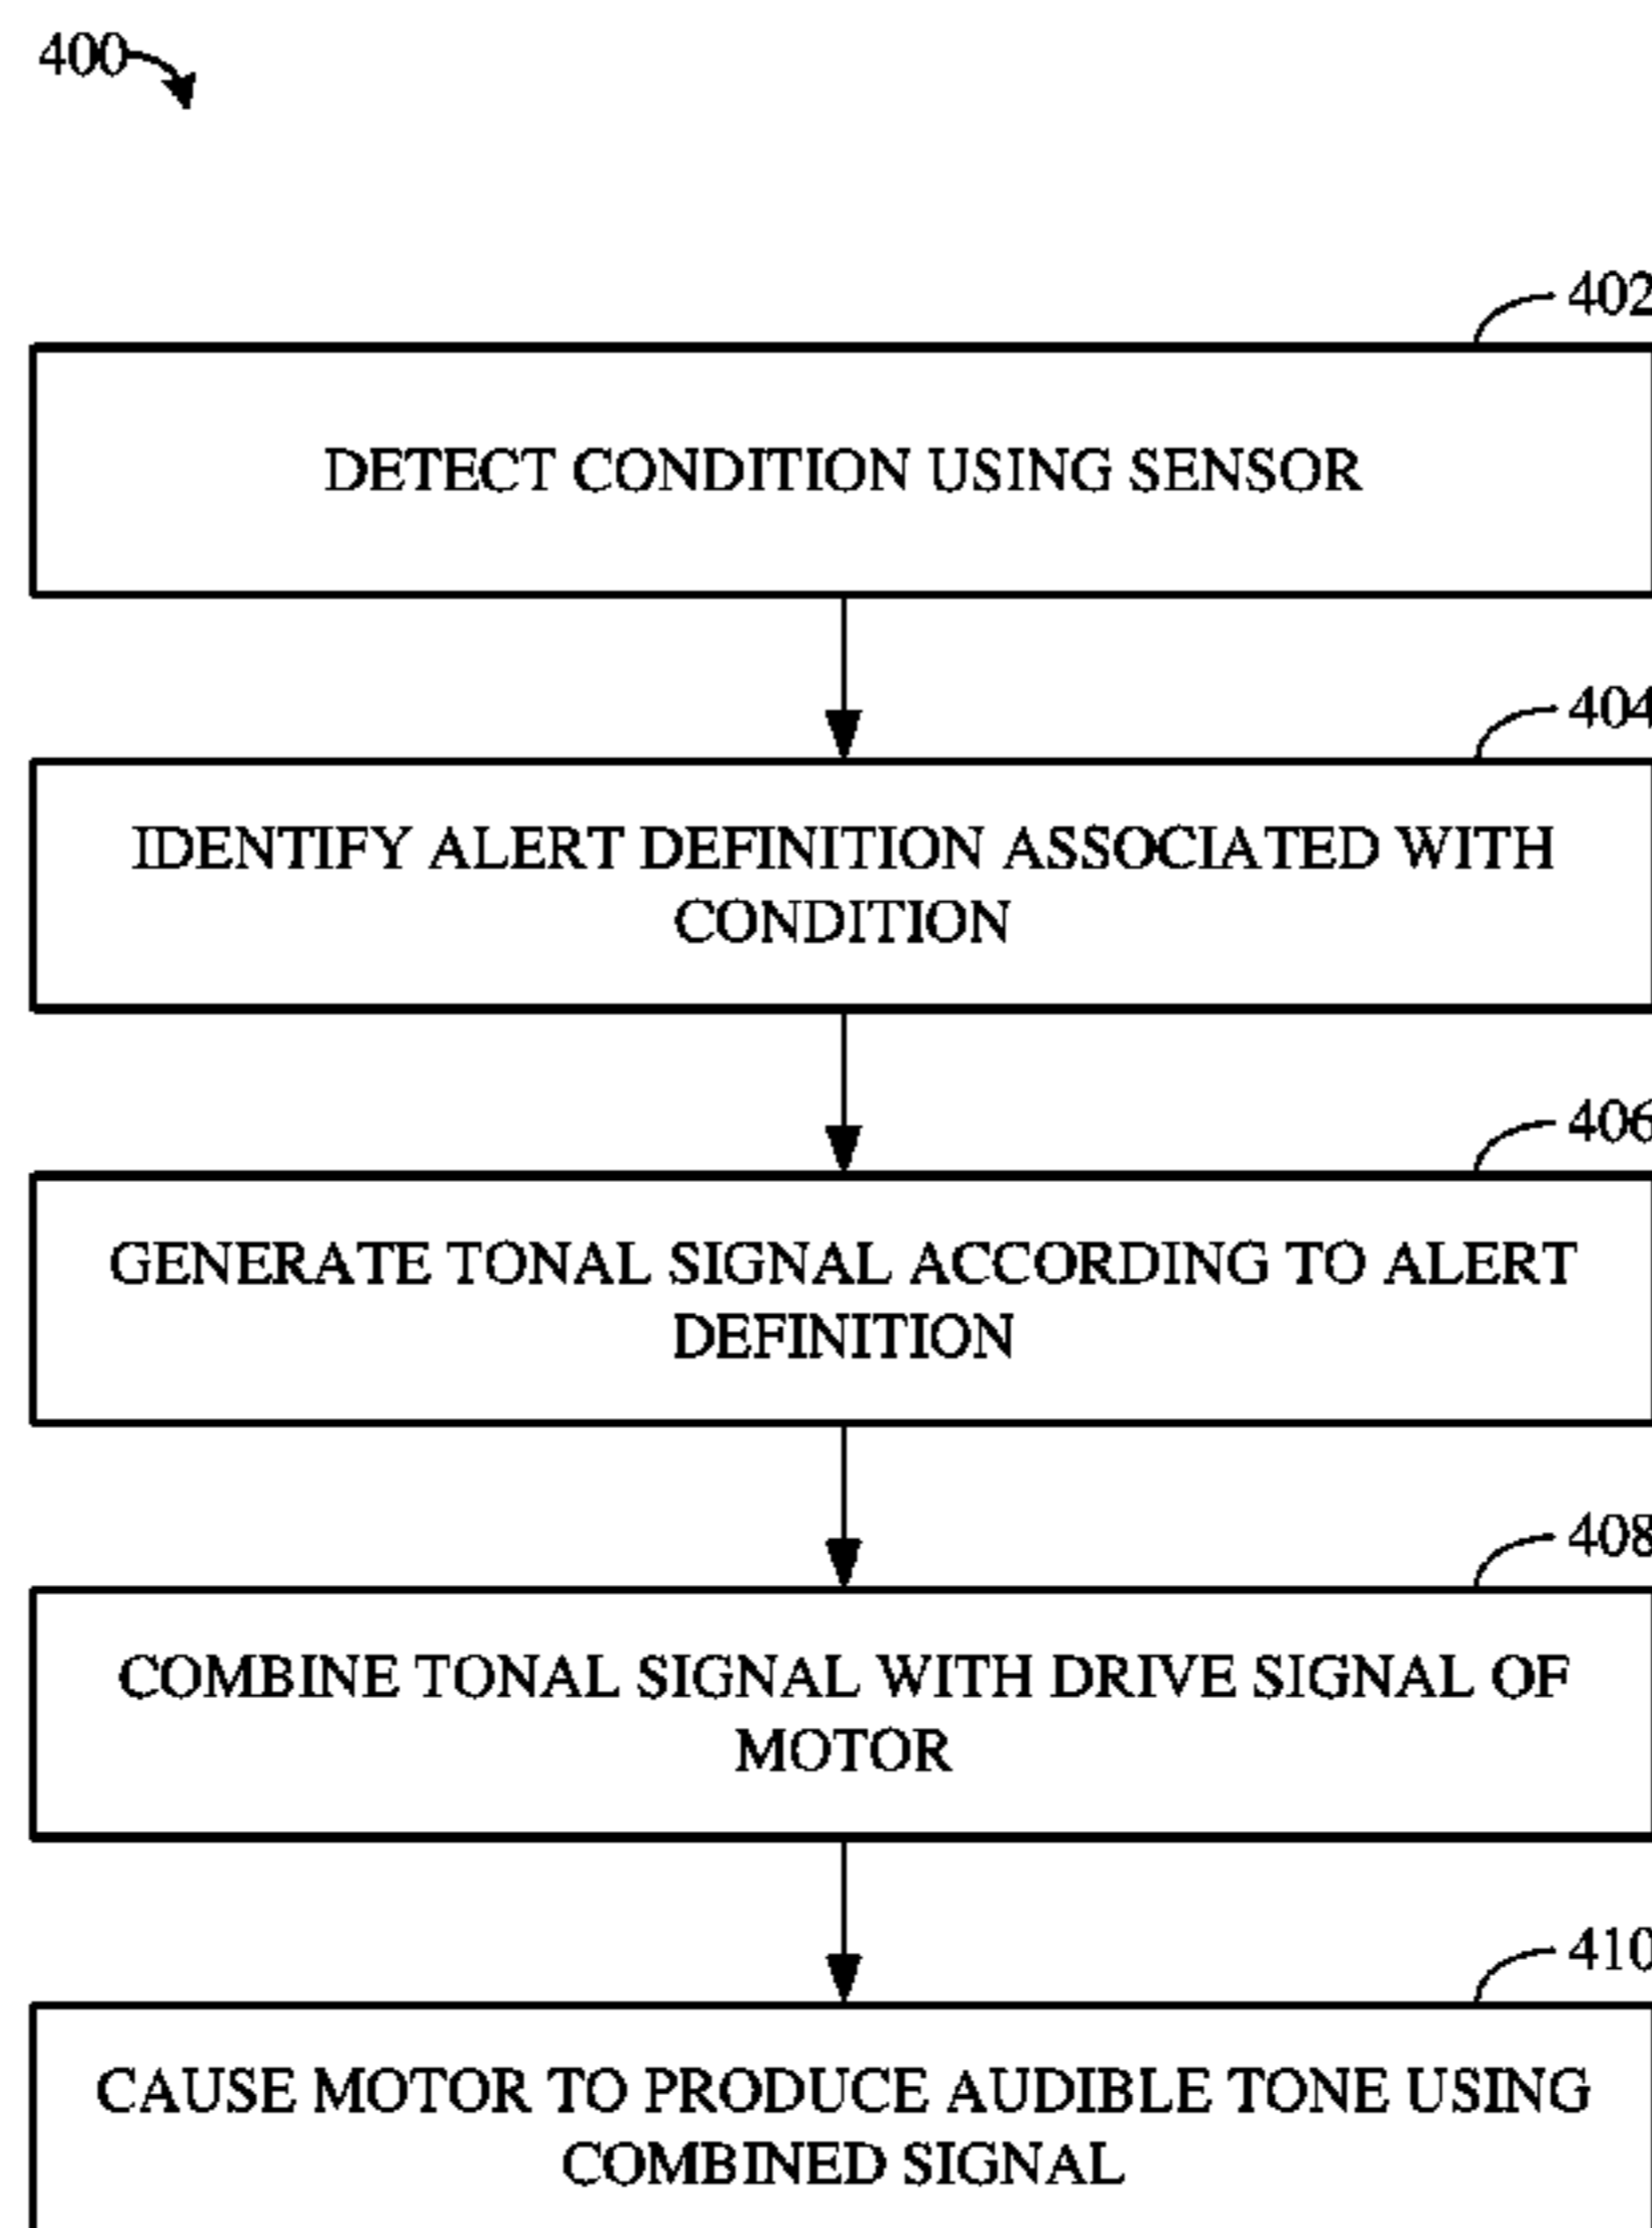 400
402
DETECT CONDITION USING SENSOR
404
IDENTIFY ALERT DEFINITION ASSOCIATED WITH
CONDITION
406
GENERATE TONAL SIGNAL ACCORDING TO ALERT
DEFINITION
408
COMBINE TONAL SIGNAL WITH DRIVE SIGNAL OF
MOTOR
410
CAUSE MOTOR TO PRODUCE AUDIBLE TONE USING
COMBINED SIGNAL